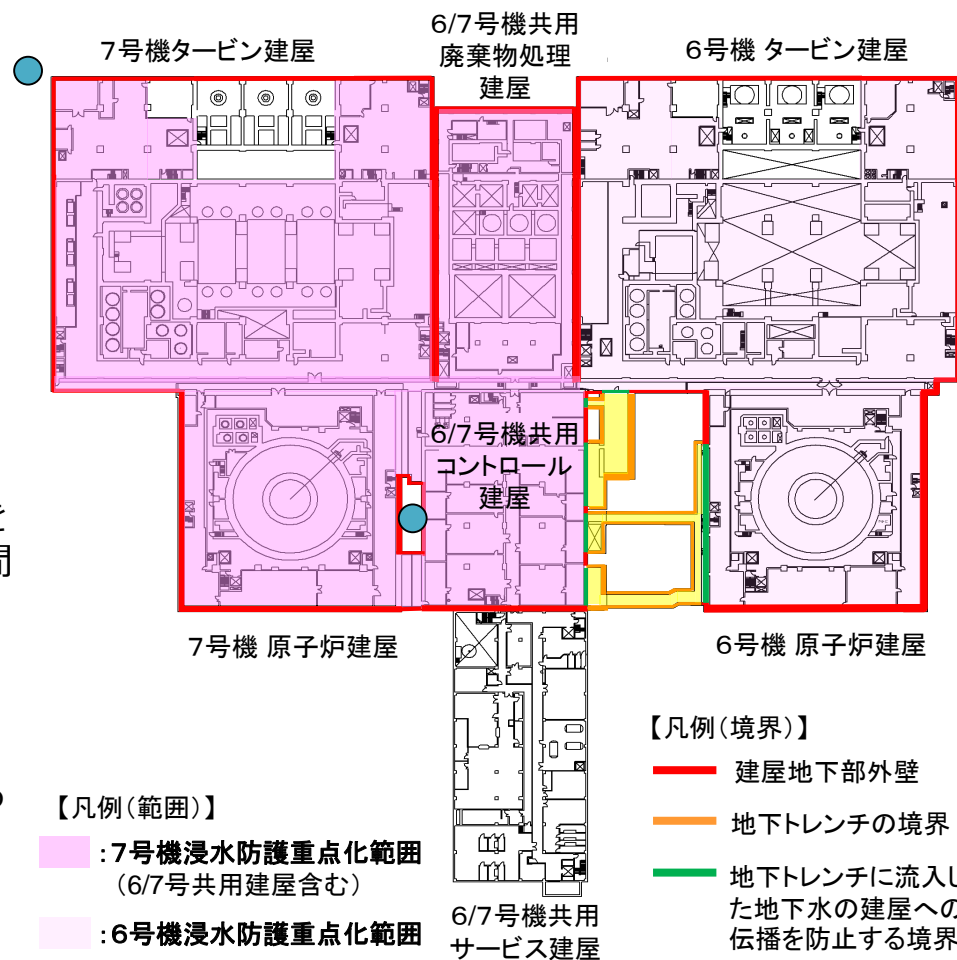 7号機タービン建屋
6/7号機共用
廃棄物処理
建屋
6号機 タービン建屋
6/7号機共用
コントロール
建屋
を
間
7号機 原子炉建屋
6号機 原子炉建屋
【凡例(境界)】
建屋地下部外壁
地下トレンチの境界
地下トレンチに流入し
た地下水の建屋への
伝播を防止する境界
【凡例(範囲)】
:7号機浸水防護重点化範囲
(6/7号共用建屋含む)
:6号機浸水防護重点化範囲
6/7号機共用
サービス建屋